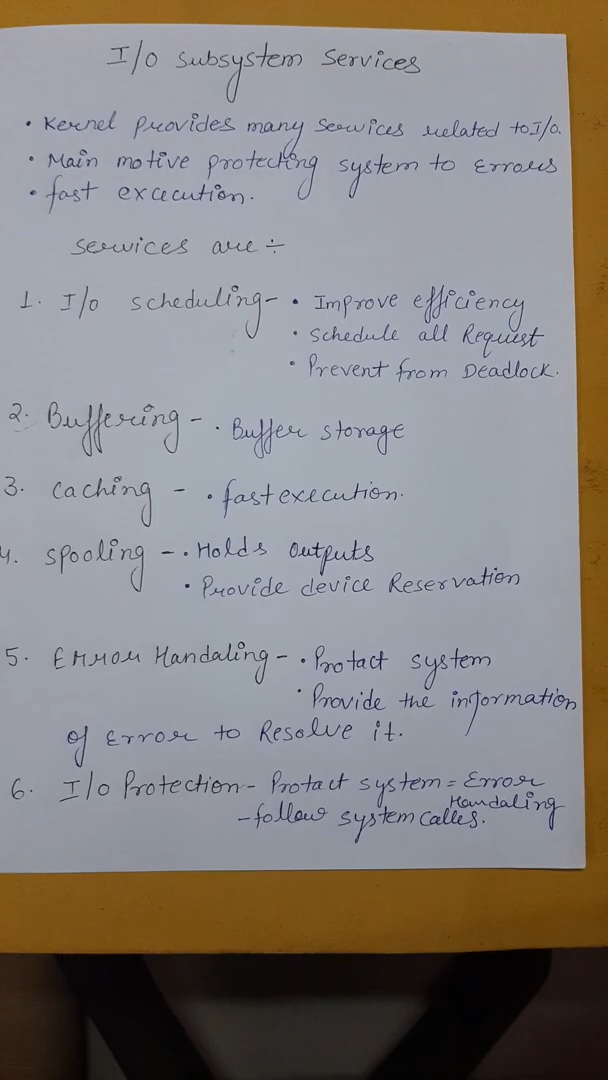 I/O Subsystem Services
• Kernel provides many services related to I/O.
• Main motive protecting system to Errors
• fast excecution.
Services are ÷
1. I/o scheduling - • Improve efficiency
• schedule all Request
• Prevent from Deadlock.
2. Buffering - • Buffer storage
3. caching - • fast execution.
4. spooling - • Holds outputs
• Provide device Reservation
5. Error Handaling - • Protact system
• Provide the information
of Error to Resolve it.
6. I/o Protection - Protact system = Error
Handaling
- follow system calles.